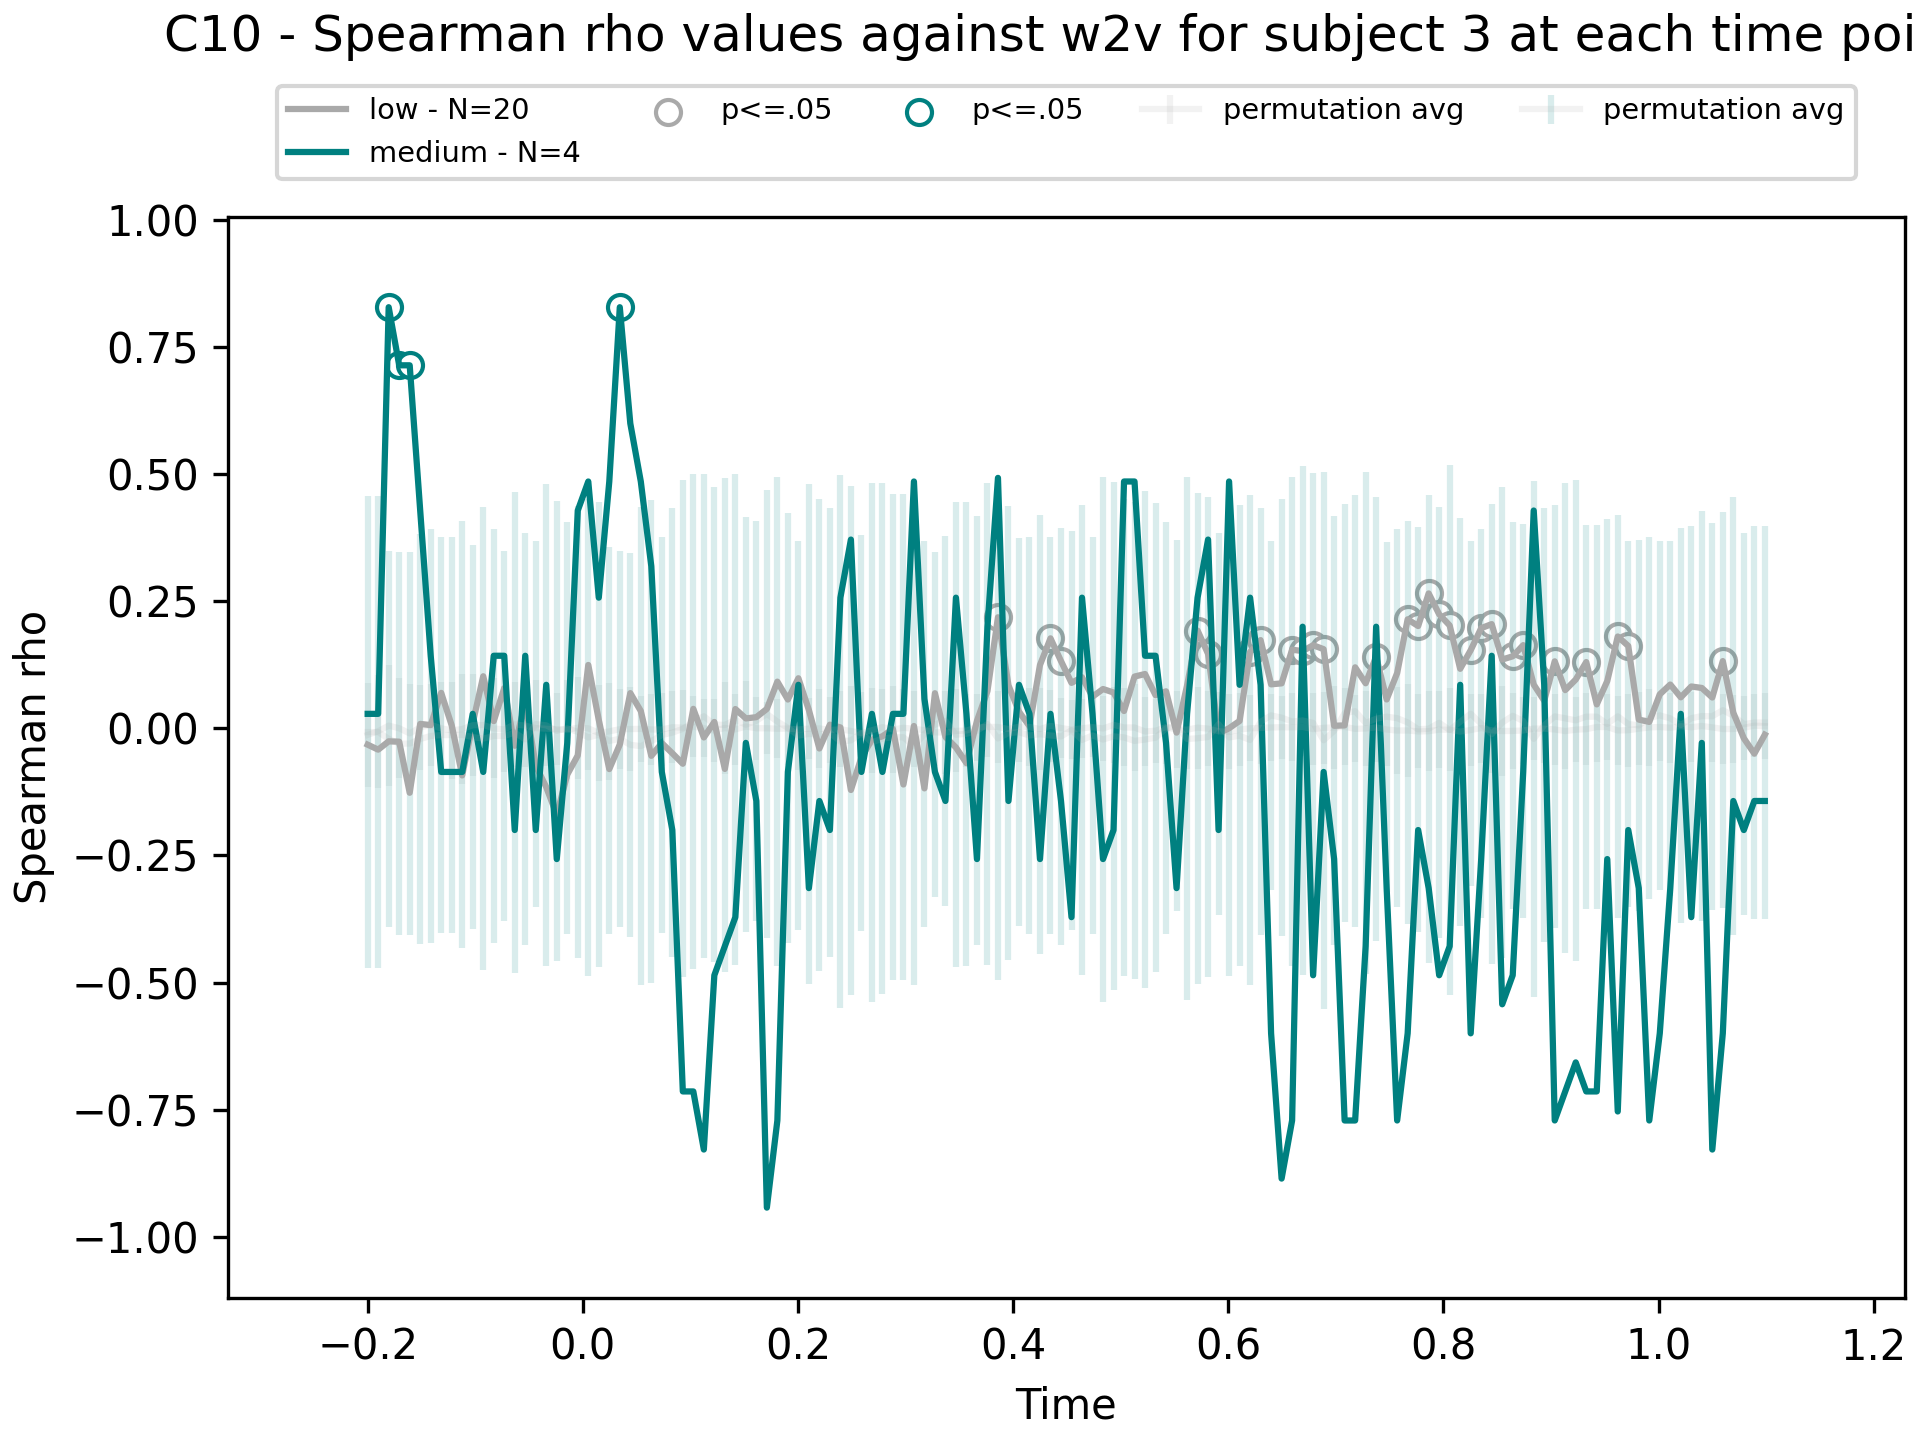 C10 - Spearman rho values against w2v for subject 3 at each time poi
low - N=20
medium - N=4
p<=.05
p<=.05
permutation avg
permutation avg
1.00
0.75
0.50
0.25
0.00
−0.25
−0.50
−0.75
−1.00
Spearman rho
−0.2 0.0 0.2 0.4 0.6 0.8 1.0 1.2
Time